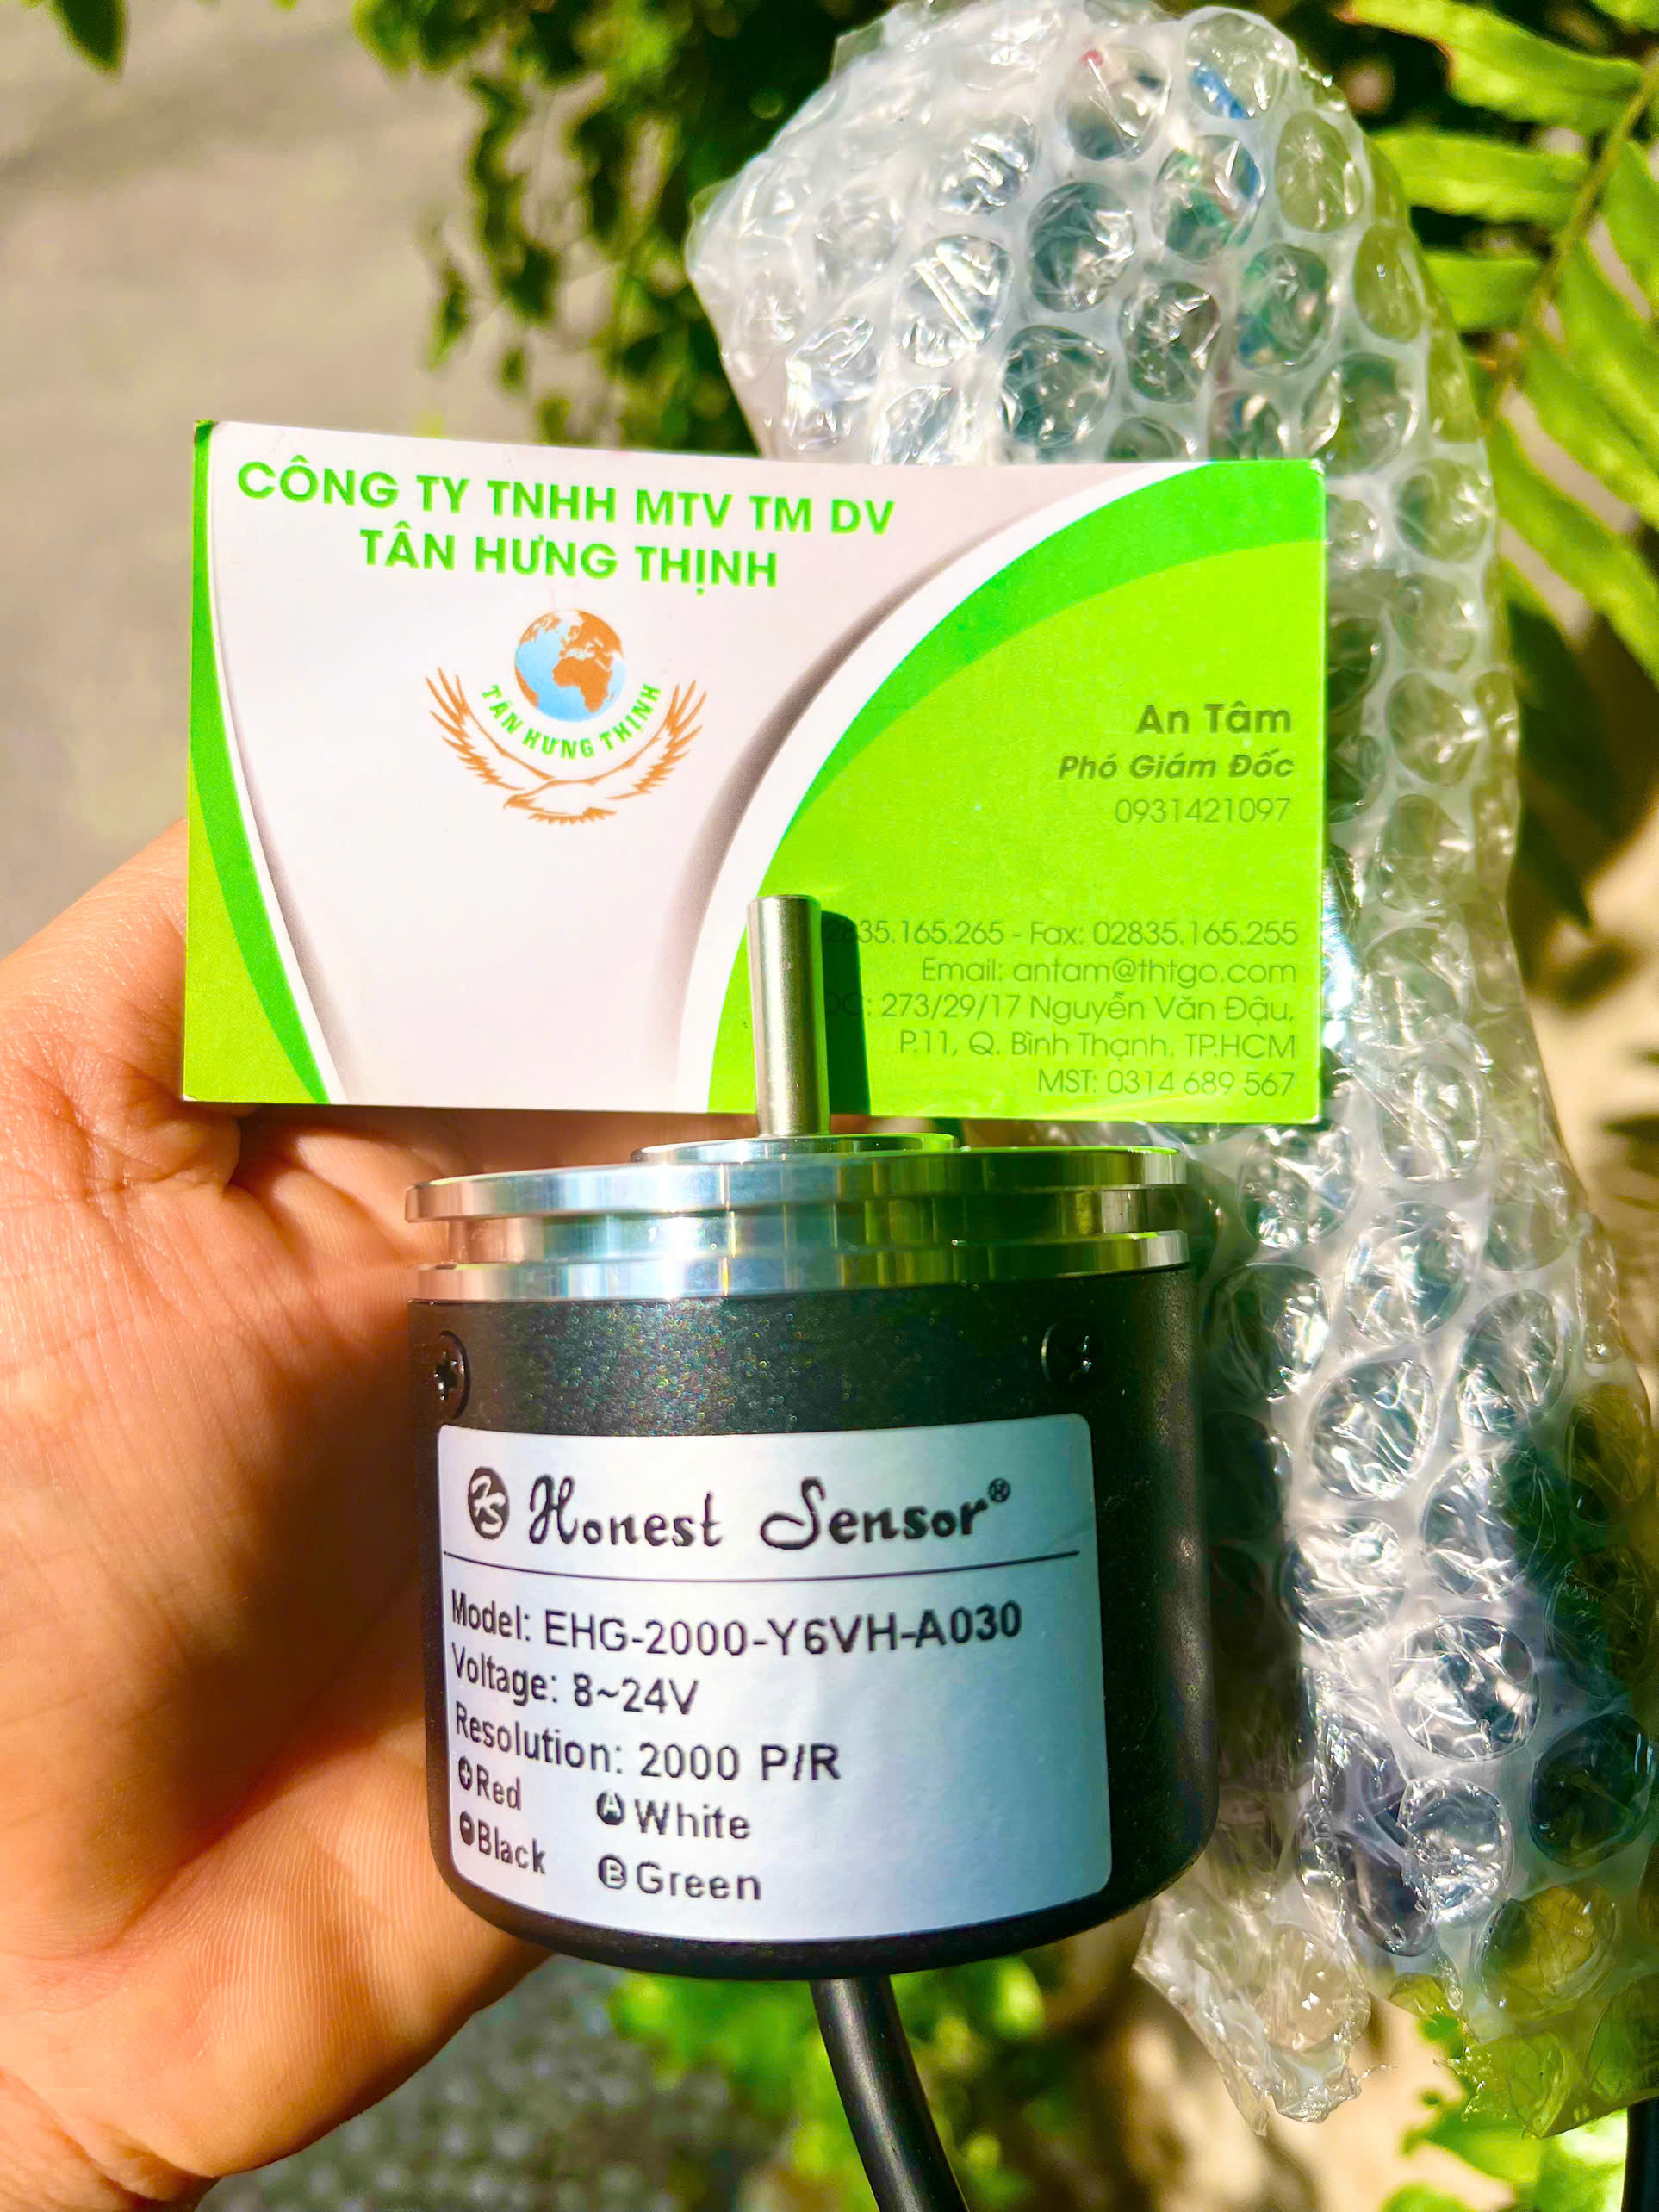 CÔNG TY TNHH MTV TM DV
TÂN HƯNG THỊNH
TÂN HƯNG THỊNH
An Tâm
Phó Giám Đốc
0931421097
2835.165.265 - Fax: 02835.165.255
Email: antam@thtgo.com
ĐC: 273/29/17 Nguyễn Văn Đậu,
P.11, Q. Bình Thạnh. TP.HCM
MST: 0314 689 567
HS Honest Sensor®
Model: EHG-2000-Y6VH-A030
Voltage: 8~24V
Resolution: 2000 P/R
+ Red A White
- Black B Green